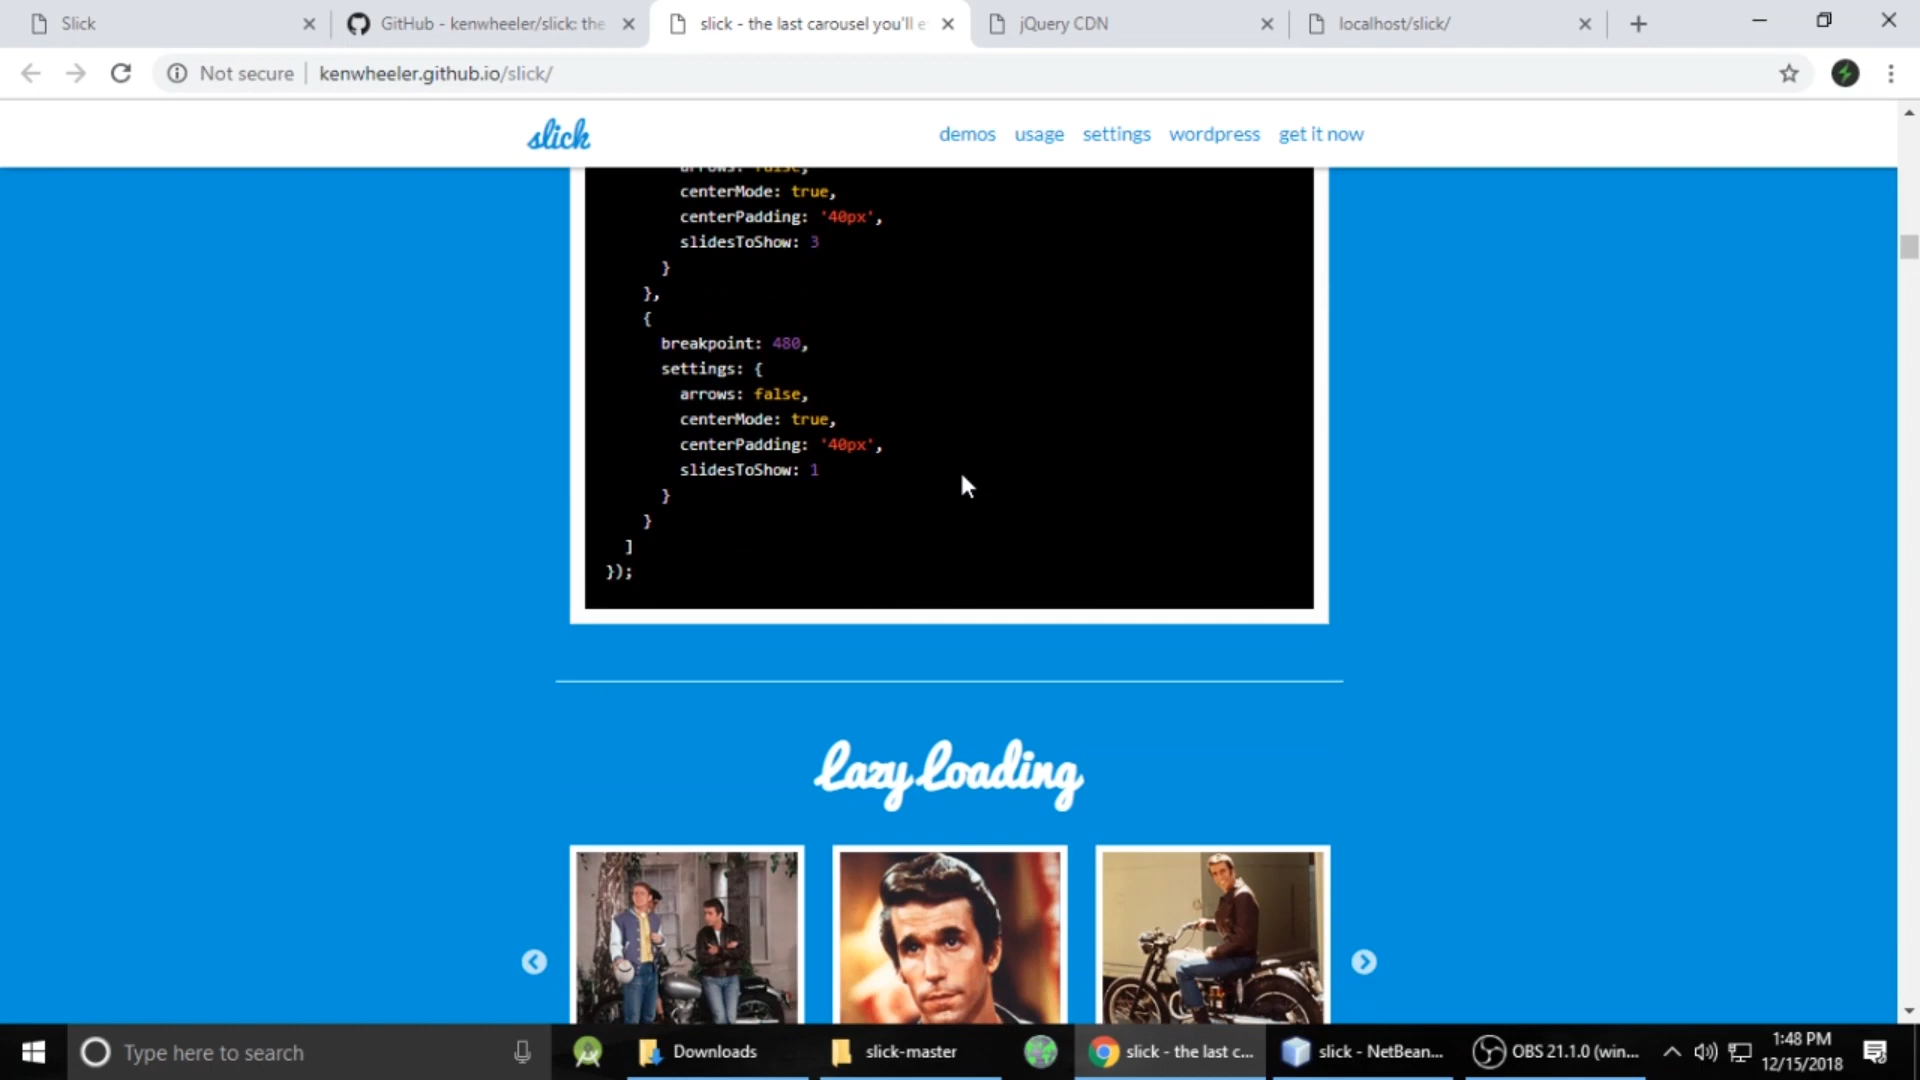 Slick
GitHub - kenwheeler/slick: the
slick - the last carousel you'll e
jQuery CDN
localhost/slick/
Not secure
kenwheeler.github.io/slick/
slick
demos
usage
settings
wordpress
get it now
arrows: false,
centerMode: true,
centerPadding: '40px',
slidesToShow: 3
}
},
{
breakpoint: 480,
settings: {
arrows: false,
centerMode: true,
centerPadding: '40px',
slidesToShow: 1
}
}
]
});
Lazy Loading
Type here to search
Downloads
slick-master
slick - the last c...
slick - NetBean...
OBS 21.1.0 (win...
1:48 PM
12/15/2018